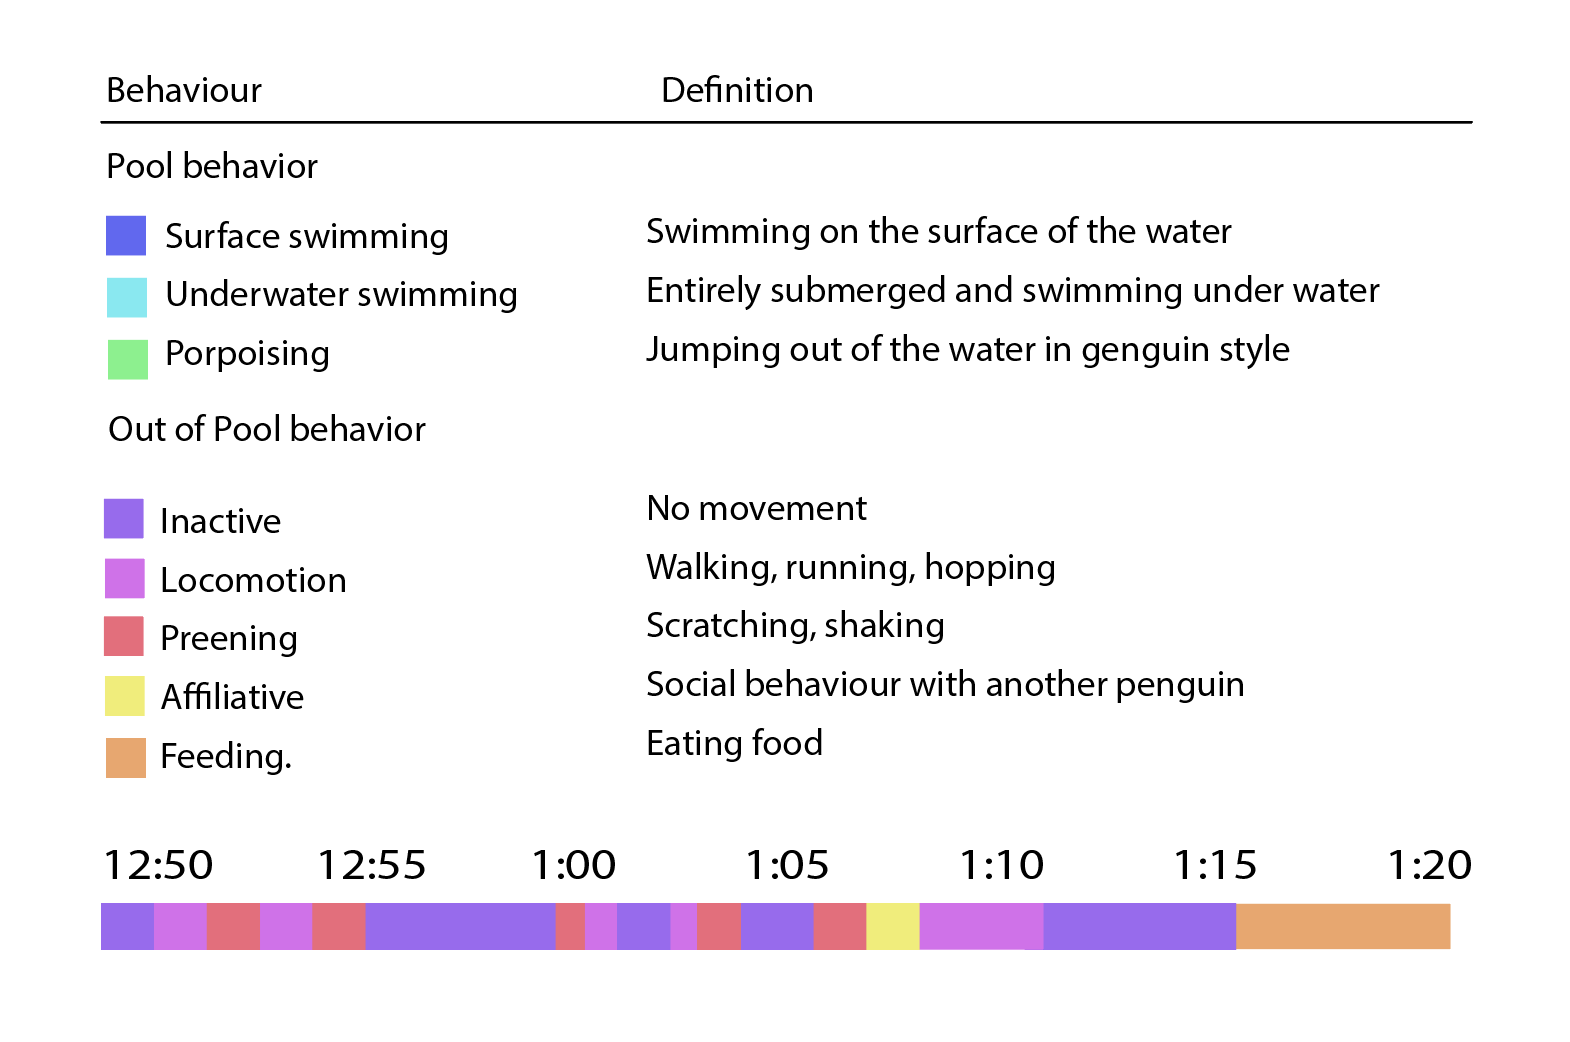 Behaviour Definition
Pool behavior
Surface swimming Swimming on the surface of the water
Underwater swimming Entirely submerged and swimming under water
Porpoising Jumping out of the water in genguin style
Out of Pool behavior
Inactive No movement
Locomotion Walking, running, hopping
Preening Scratching, shaking
Affiliative Social behaviour with another penguin
Feeding. Eating food
12:50 12:55 1:00 1:05 1:10 1:15 1:20